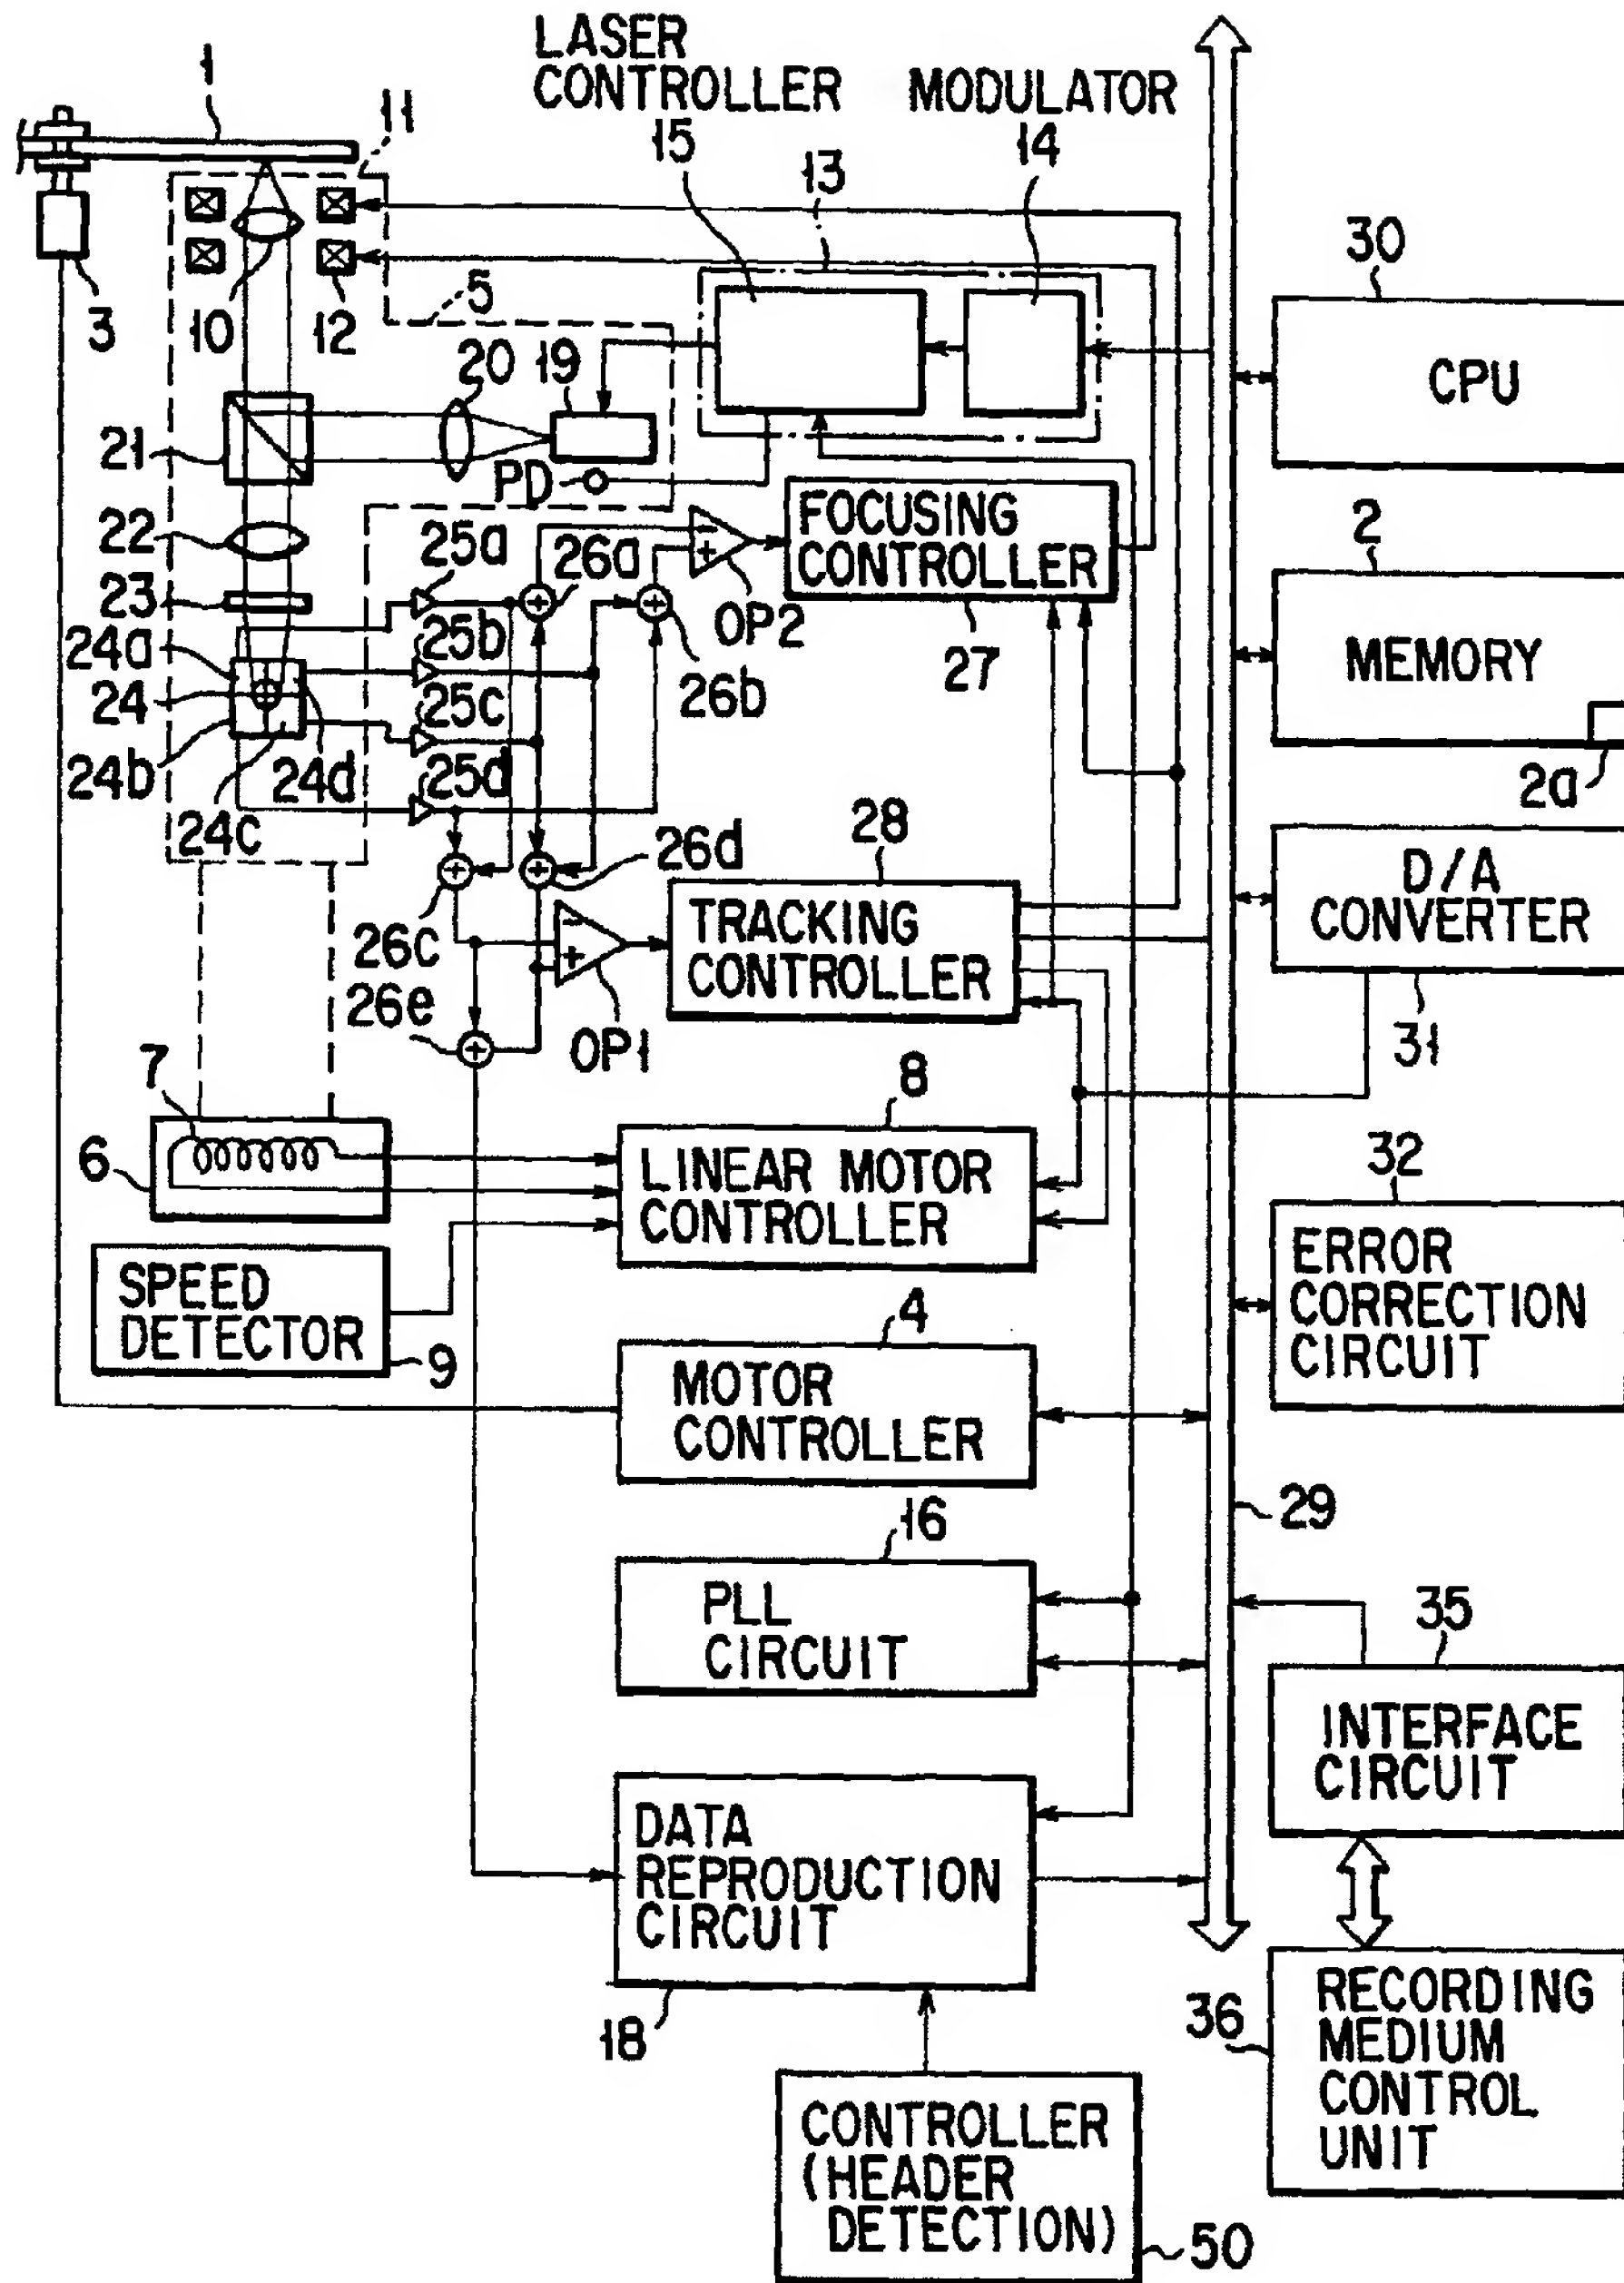 LASER
CONTROLLER
15
MODULATOR
14
1
11
13
3
10
12
5
20
19
21
PD
22
23
24a
24
24b
24c
24d
25a
25b
25c
25d
26a
26b
OP2
FOCUSING
CONTROLLER
27
30
CPU
2
MEMORY
2a
26c
26d
26e
OP1
28
TRACKING
CONTROLLER
D/A
CONVERTER
31
7
6
8
LINEAR MOTOR
CONTROLLER
SPEED
DETECTOR
9
32
ERROR
CORRECTION
CIRCUIT
4
MOTOR
CONTROLLER
29
16
PLL
CIRCUIT
35
INTERFACE
CIRCUIT
DATA
REPRODUCTION
CIRCUIT
18
36
RECORDING
MEDIUM
CONTROL
UNIT
CONTROLLER
(HEADER
DETECTION)
50